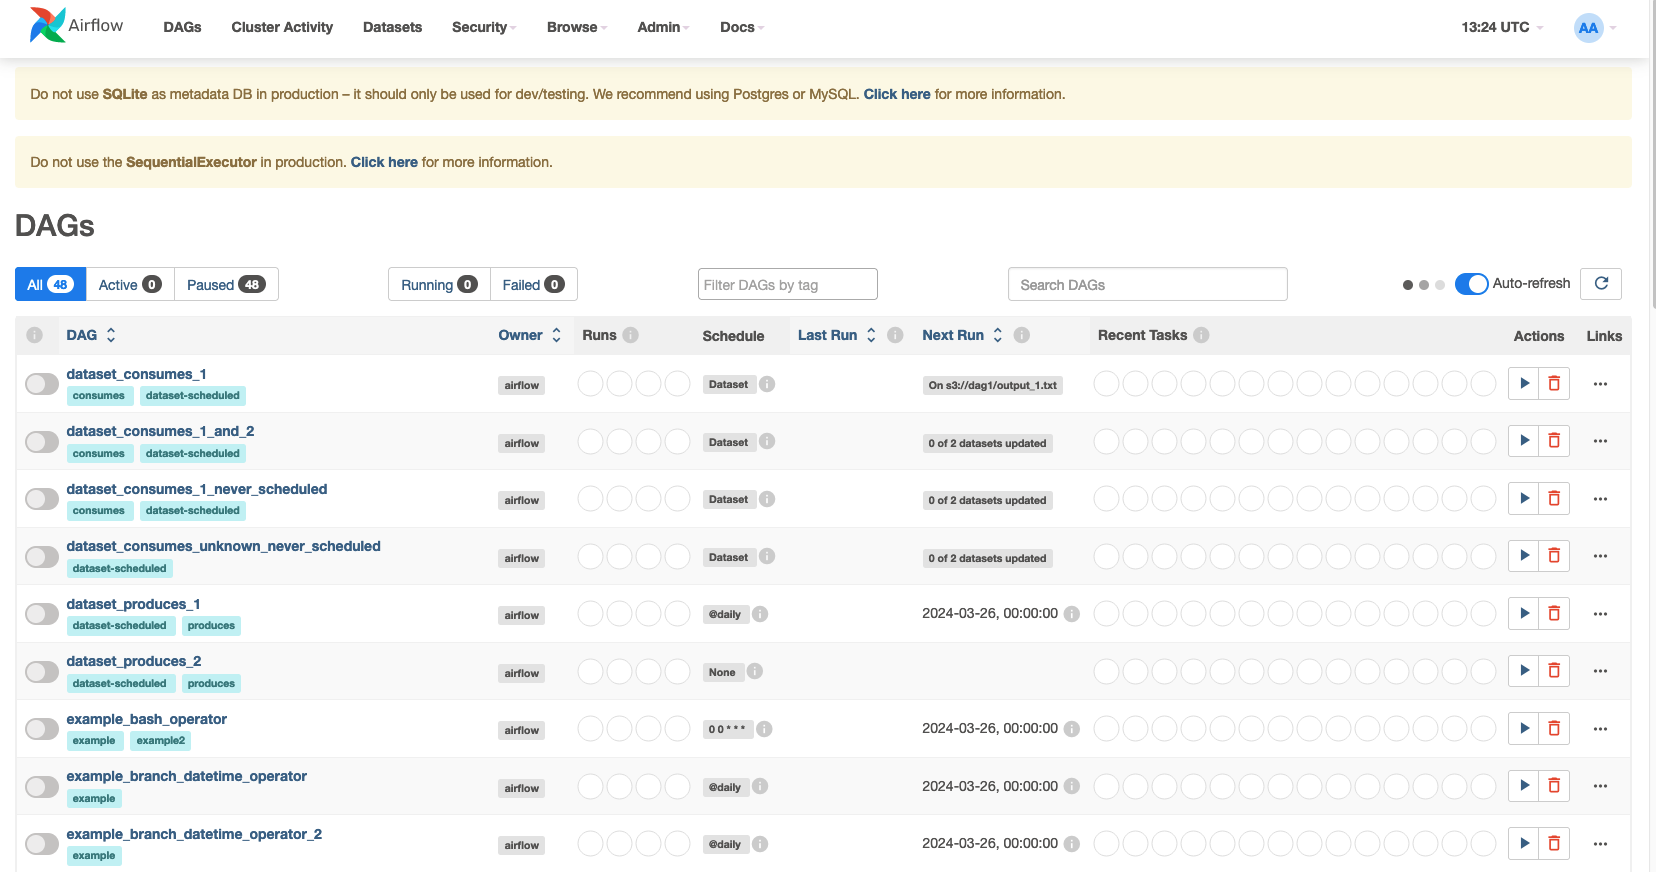 Airflow DAGs Cluster Activity Datasets Security Browse Admin Docs 13:24 UTC AA
Do not use SQLite as metadata DB in production – it should only be used for dev/testing. We recommend using Postgres or MySQL. Click here for more information.
Do not use the SequentialExecutor in production. Click here for more information.
DAGs
All 48 Active 0 Paused 48 Running 0 Failed 0 Filter DAGs by tag Search DAGs Auto-refresh
DAG Owner Runs Schedule Last Run Next Run Recent Tasks Actions Links
dataset_consumes_1
airflow Dataset On s3://dag1/output_1.txt
consumes dataset-scheduled
dataset_consumes_1_and_2
airflow Dataset 0 of 2 datasets updated
consumes dataset-scheduled
dataset_consumes_1_never_scheduled
airflow Dataset 0 of 2 datasets updated
consumes dataset-scheduled
dataset_consumes_unknown_never_scheduled
airflow Dataset 0 of 2 datasets updated
dataset-scheduled
dataset_produces_1
airflow @daily 2024-03-26, 00:00:00
dataset-scheduled produces
dataset_produces_2
airflow None
dataset-scheduled produces
example_bash_operator
airflow 0 0 * * * 2024-03-26, 00:00:00
example example2
example_branch_datetime_operator
airflow @daily 2024-03-26, 00:00:00
example
example_branch_datetime_operator_2
airflow @daily 2024-03-26, 00:00:00
example